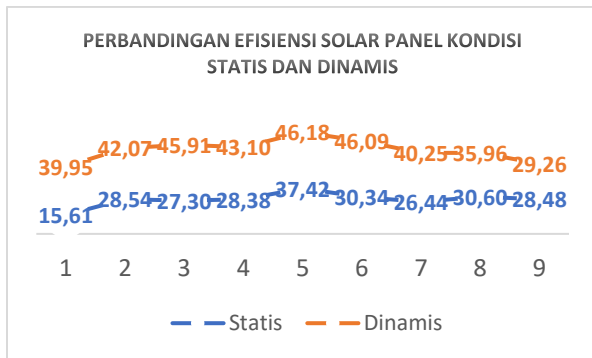 PERBANDINGAN EFISIENSI SOLAR PANEL KONDISI
STATIS DAN DINAMIS
39,95 42,07 45,91 43,10 46,18 46,09 40,25 35,96 29,26
15,61 28,54 27,30 28,38 37,42 30,34 26,44 30,60 28,48
1 2 3 4 5 6 7 8 9
Statis Dinamis